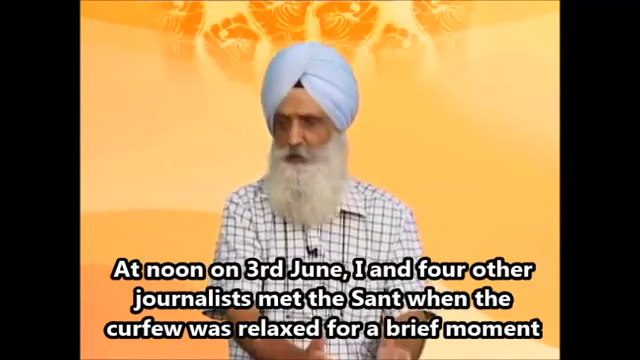 At noon on 3rd June, I and four other
journalists met the Sant when the
curfew was relaxed for a brief moment